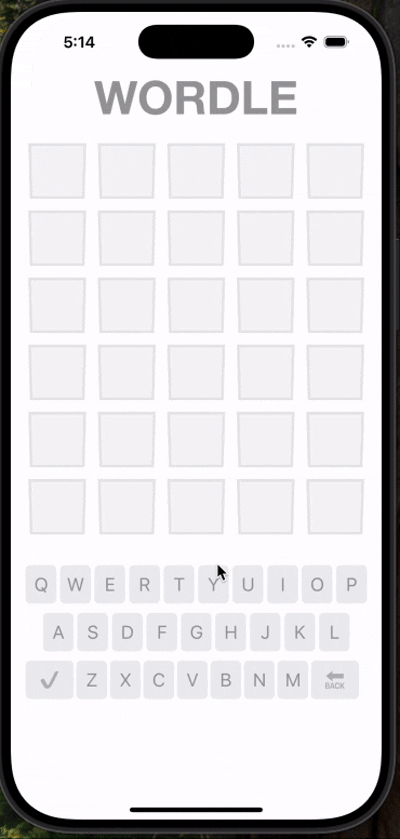 5:14
WORDLE
Q W E R T Y U I O P
A S D F G H J K L
Z X C V B N M BACK